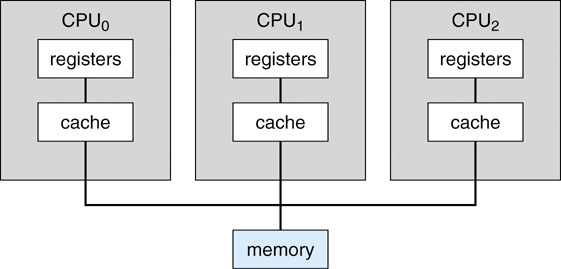 CPU₀ CPU₁ CPU₂
registers registers registers
cache cache cache
memory